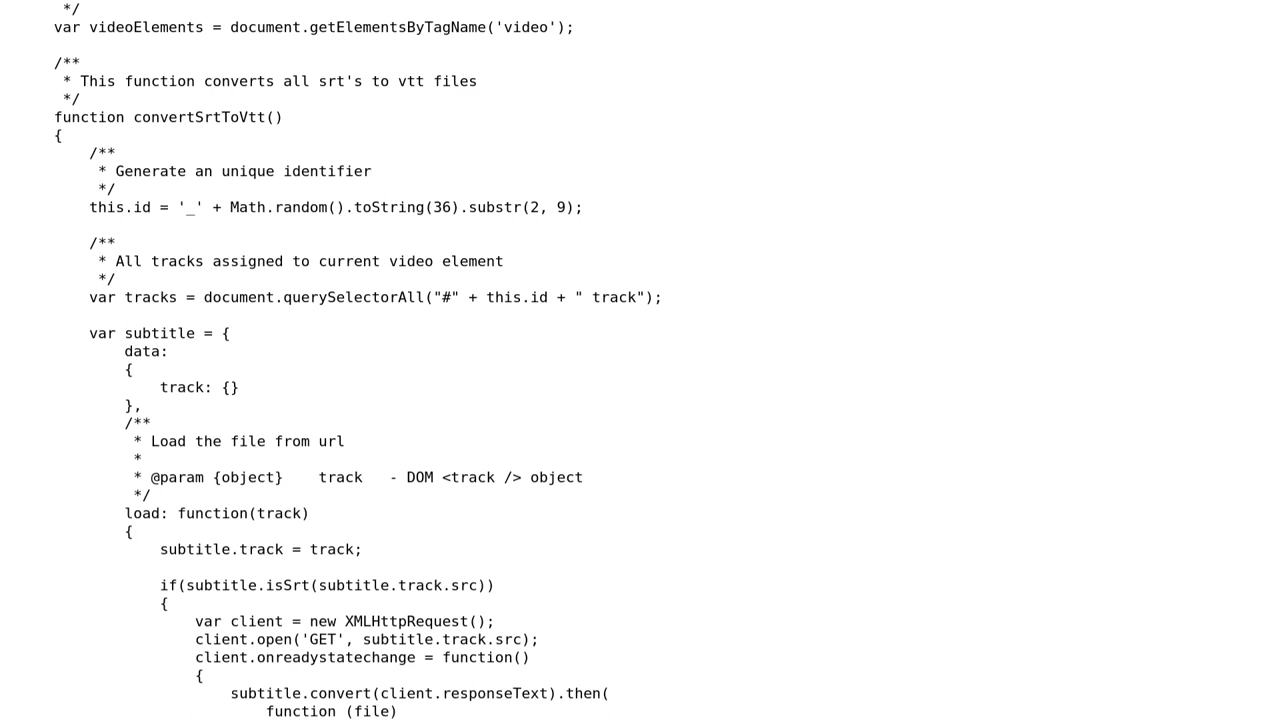 */
var videoElements = document.getElementsByTagName('video');

/**
 * This function converts all srt's to vtt files
 */
function convertSrtToVtt()
{
    /**
     * Generate an unique identifier
     */
    this.id = '_' + Math.random().toString(36).substr(2, 9);

    /**
     * All tracks assigned to current video element
     */
    var tracks = document.querySelectorAll("#" + this.id + " track");

    var subtitle = {
        data:
        {
            track: {}
        },
        /**
         * Load the file from url
         *
         * @param {object}    track   - DOM <track /> object
         */
        load: function(track)
        {
            subtitle.track = track;

            if(subtitle.isSrt(subtitle.track.src))
            {
                var client = new XMLHttpRequest();
                client.open('GET', subtitle.track.src);
                client.onreadystatechange = function()
                {
                    subtitle.convert(client.responseText).then(
                        function (file)